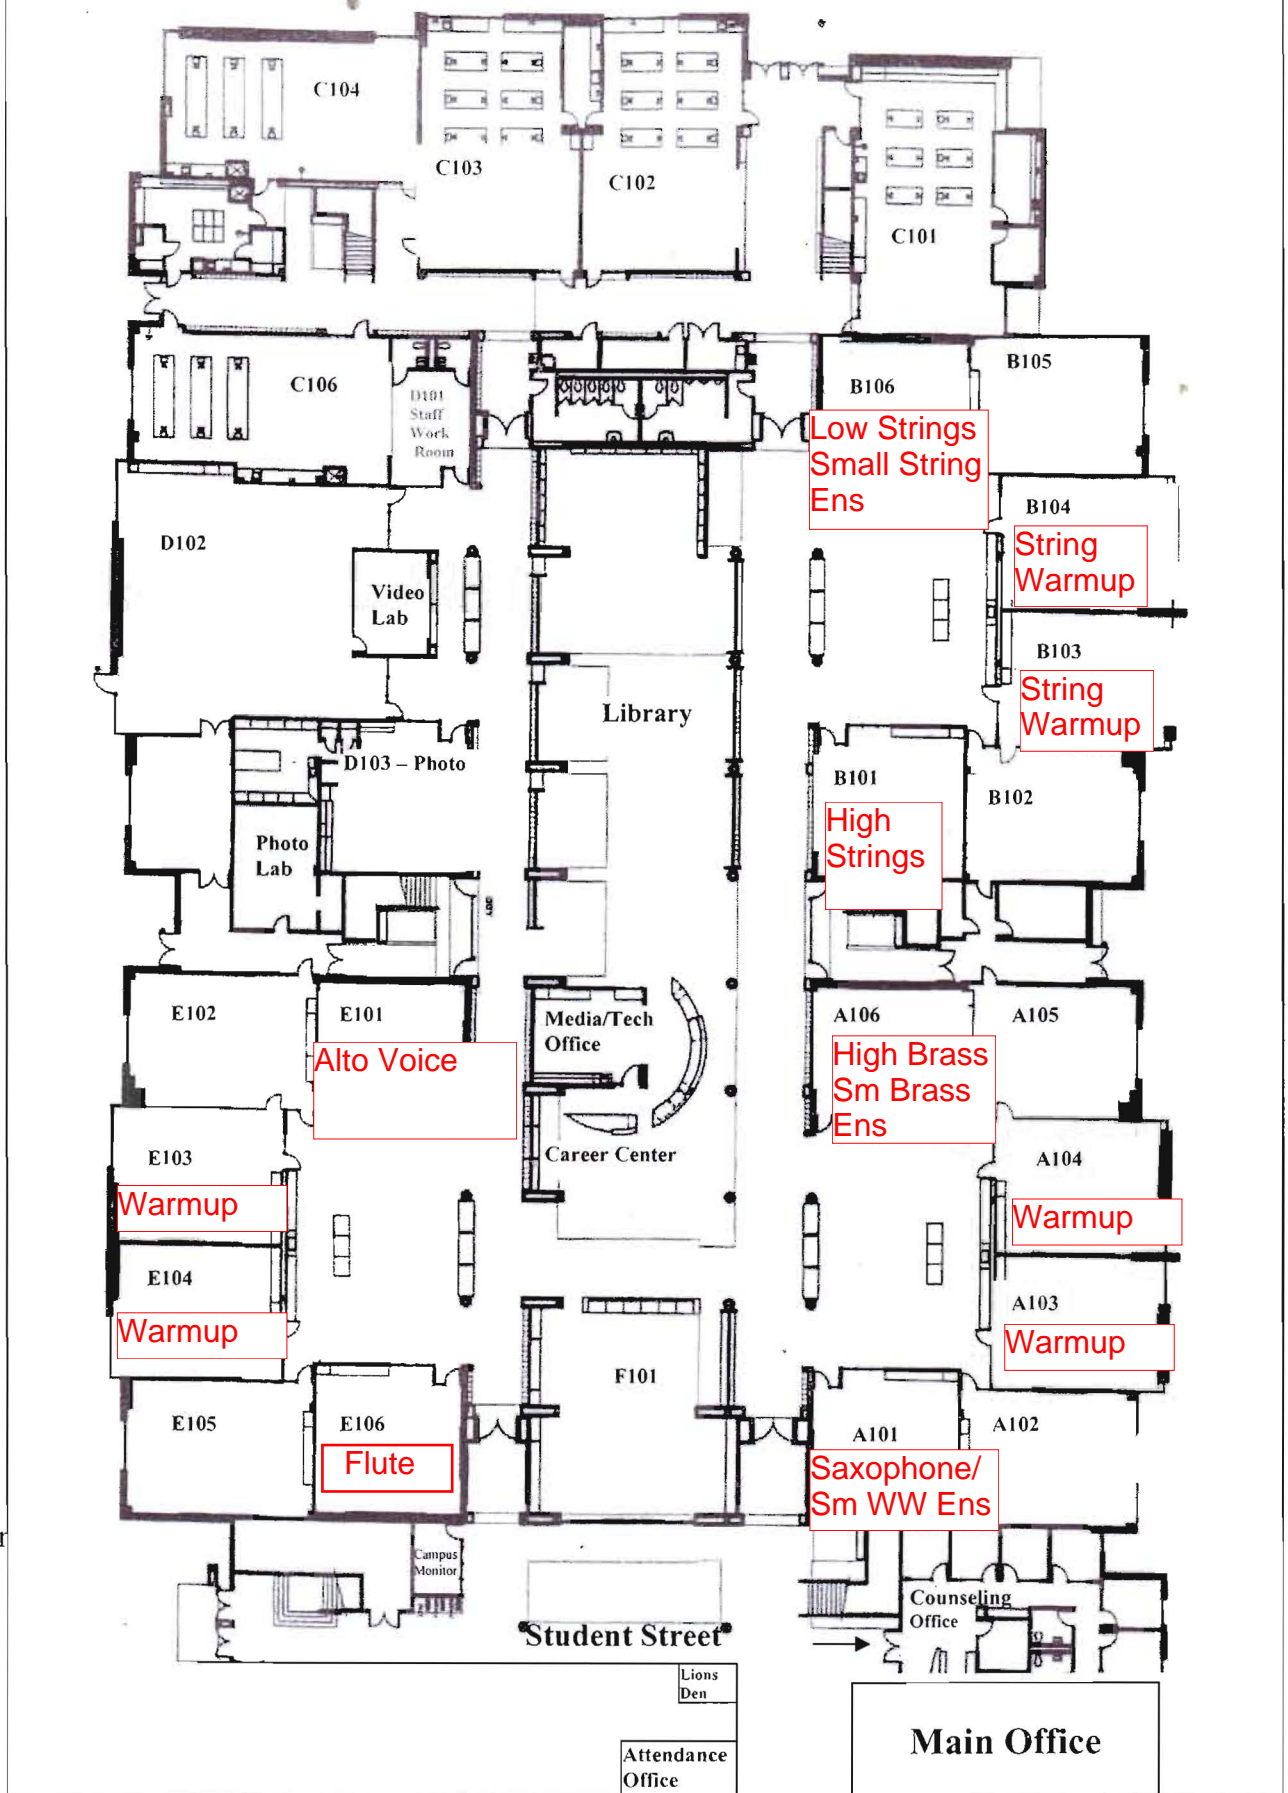 C104
C103
C102
C101
C106
D101
Staff
Work
Room
B106
B105
Low Strings
Small String
Ens
B104
String
Warmup
D102
Video
Lab
B103
String
Warmup
Library
D103 – Photo
B101
B102
High
Strings
Photo
Lab
E102
E101
Alto Voice
Media/Tech
Office
A106
A105
High Brass
Sm Brass
Ens
E103
Warmup
Career Center
A104
Warmup
E104
Warmup
A103
Warmup
F101
E105
E106
Flute
A101
A102
Saxophone/
Sm WW Ens
Campus
Monitor
Counseling
Office
Student Street
Lions
Den
Attendance
Office
Main Office